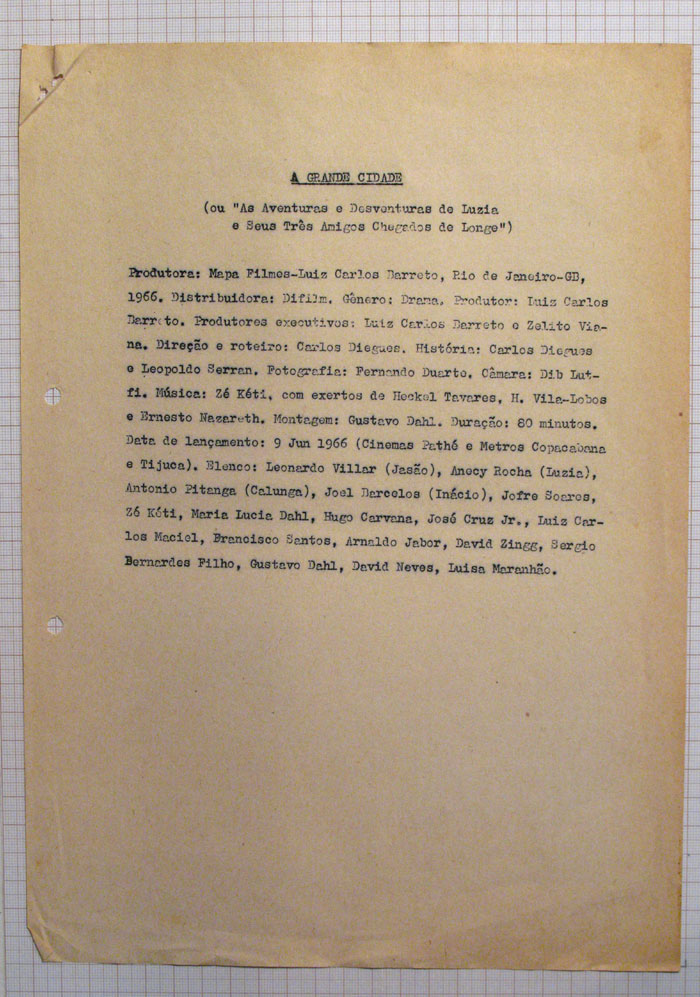 A GRANDE CIDADE
(ou "As Aventuras e Desventuras de Luzia
e Seus Três Amigos Chegados de Longe")
Produtora: Mapa Filmes-Luiz Carlos Barreto, Rio de Janeiro-GB,
1966. Distribuidora: Difilm. Gênero: Drama. Produtor: Luiz Carlos
Barreto. Produtores executivos: Luiz Carlos Barreto e Zelito Via-
na. Direção e roteiro: Carlos Diegues. História: Carlos Diegues
e Leopoldo Serran. Fotografia: Fernando Duarte. Câmara: Dib Lut-
fi. Música: Zé Kéti, com exertos de Heckel Tavares, H. Vila-Lobos
e Ernesto Nazareth. Montagem: Gustavo Dahl. Duração: 80 minutos.
Data de lançamento: 9 Jun 1966 (Cinemas Pathé e Metros Copacabana
e Tijuca). Elenco: Leonardo Villar (Jasão), Anecy Rocha (Luzia),
Antonio Pitanga (Calunga), Joel Barcelos (Inácio), Jofre Soares,
Zé Kéti, Maria Lucia Dahl, Hugo Carvana, José Cruz Jr., Luiz Car-
los Maciel, Francisco Santos, Arnaldo Jabor, David Zingg, Sergio
Bernardes Filho, Gustavo Dahl, David Neves, Luisa Maranhão.